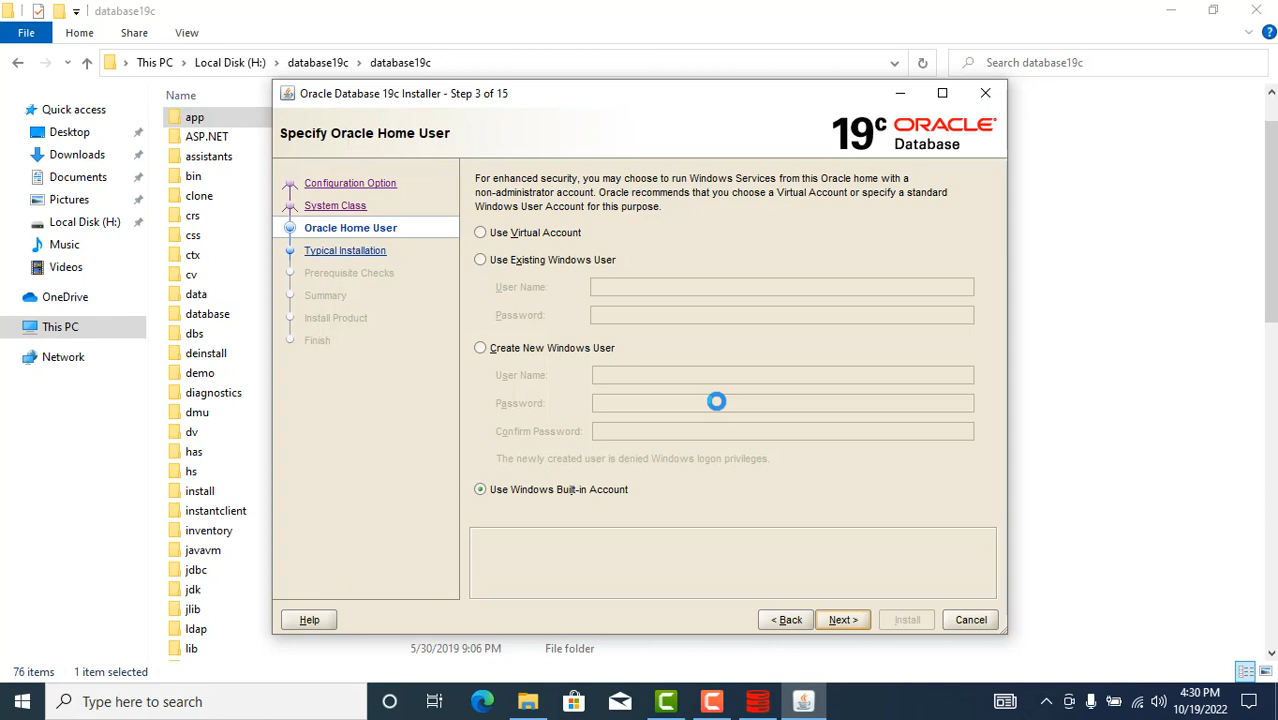 database19c
File
Home
Share
View
This PC
Local Disk (H:)
database19c
database19c
Search database19c
Quick access
Desktop
Downloads
Documents
Pictures
Local Disk (H:)
Music
Videos
OneDrive
This PC
Network
Name
app
ASP.NET
assistants
bin
clone
crs
css
ctx
cv
data
database
dbs
deinstall
demo
diagnostics
dmu
dv
has
hs
install
instantclient
inventory
javavm
jdbc
jdk
jlib
ldap
lib
5/30/2019 9:06 PM
File folder
Oracle Database 19c Installer - Step 3 of 15
Specify Oracle Home User
19c ORACLE
Database
Configuration Option
System Class
Oracle Home User
Typical Installation
Prerequisite Checks
Summary
Install Product
Finish
For enhanced security, you may choose to run Windows Services from this Oracle home with a
non-administrator account. Oracle recommends that you choose a Virtual Account or specify a standard
Windows User Account for this purpose.
Use Virtual Account
Use Existing Windows User
User Name:
Password:
Create New Windows User
User Name:
Password:
Confirm Password:
The newly created user is denied Windows logon privileges.
Use Windows Built-in Account
Help
< Back
Next >
Install
Cancel
76 items
1 item selected
Type here to search
4:30 PM
10/19/2022